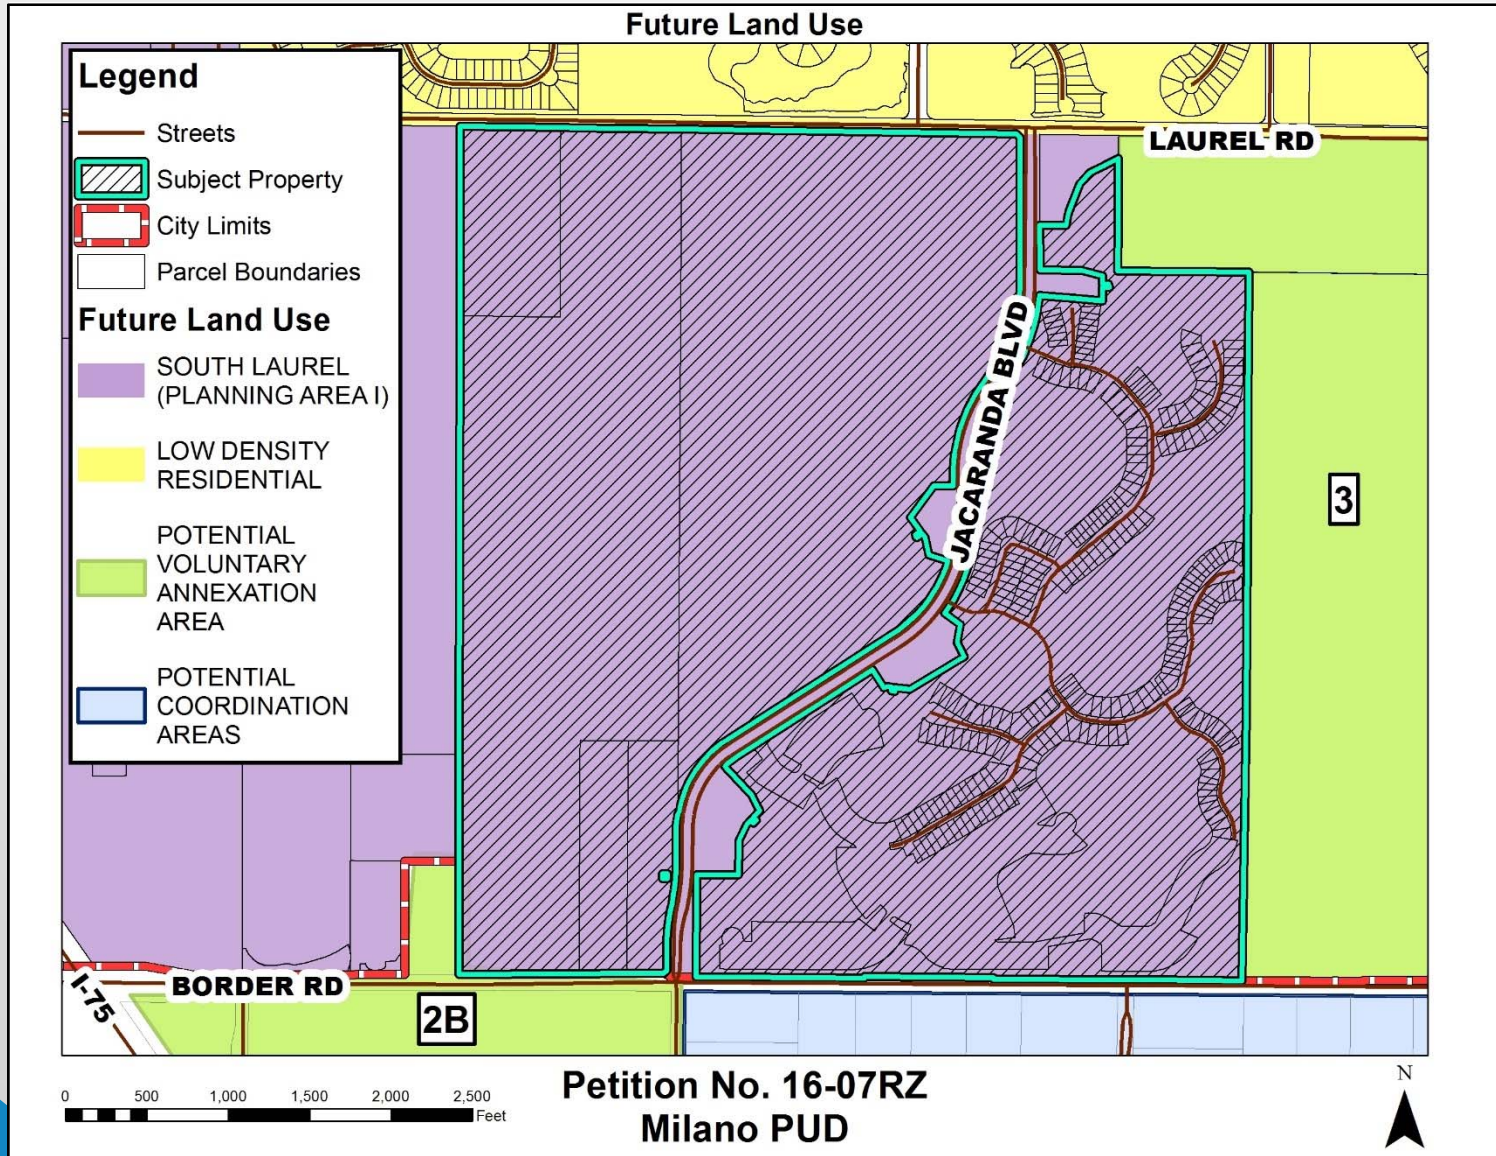 Future Land Use
Legend
Streets
Subject Property
City Limits
Parcel Boundaries
Future Land Use
SOUTH LAUREL
(PLANNING AREA I)
LOW DENSITY
RESIDENTIAL
POTENTIAL
VOLUNTARY
ANNEXATION
AREA
POTENTIAL
COORDINATION
AREAS
LAUREL RD
JACARANDA BLVD
3
I-75
BORDER RD
2B
0 500 1,000 1,500 2,000 2,500
Feet
Petition No. 16-07RZ
Milano PUD
N